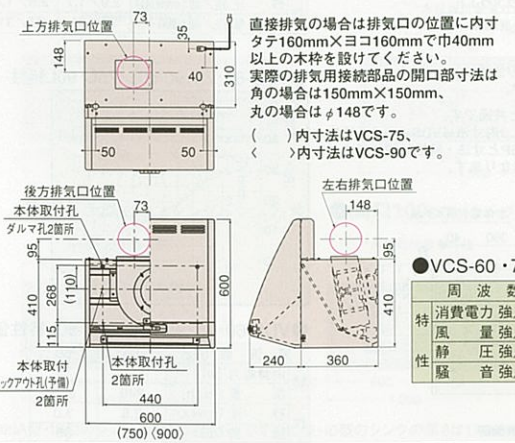 73
上方排気口位置
35
148
40
310
50
50
直接排気の場合は排気口の位置に内寸
タテ160mm×ヨコ160mmで巾40mm
以上の木枠を設けてください。
実際の排気用接続部品の開口部寸法は
角の場合は150mm×150mm、
丸の場合はφ148です。
( )内寸法はVCS-75、
〈 〉内寸法はVCS-90です。
後方排気口位置
73
本体取付孔
ダルマ孔2箇所
95
410
268
(110)
115
600
本体取付
ックアウト孔(予備)
2箇所
本体取付孔
2箇所
440
600
(750)〈900〉
左右排気口位置
148
95
410
240
360
●VCS-60・7
周 波 数
特性
消費電力 強
風 量 強
静 圧 強
騒 音 強